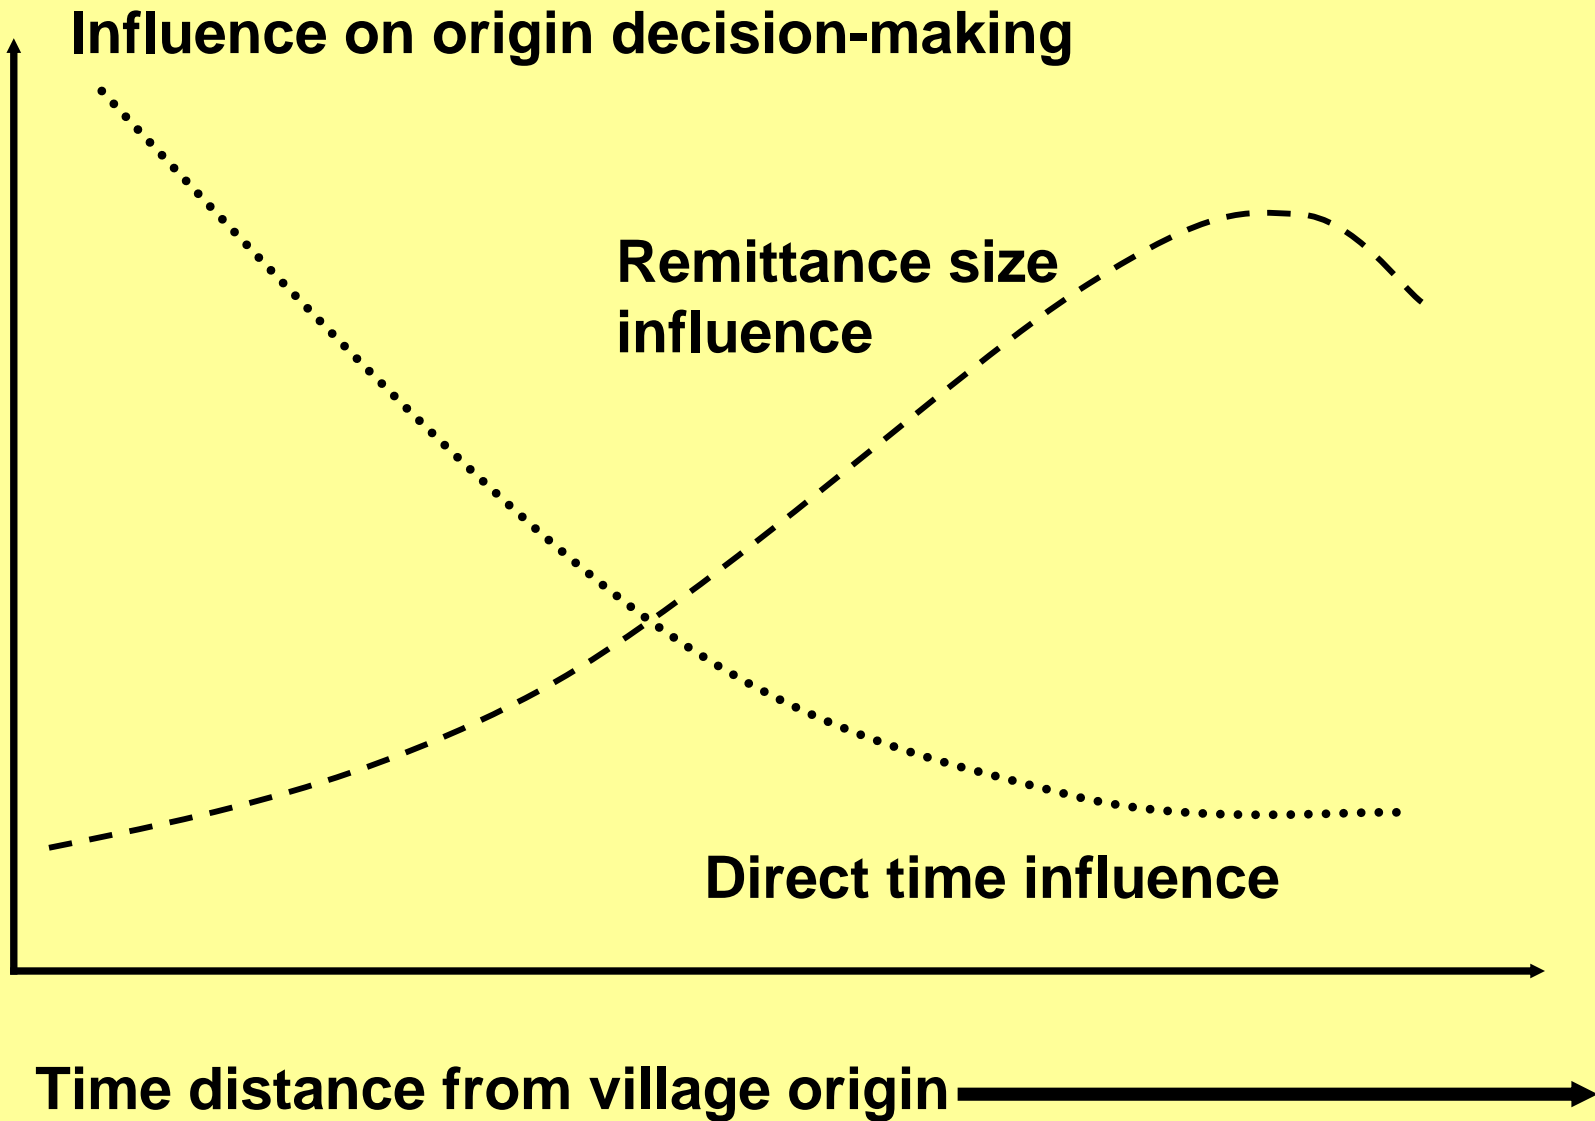 Influence on origin decision-making
Remittance size
influence
Direct time influence
Time distance from village origin